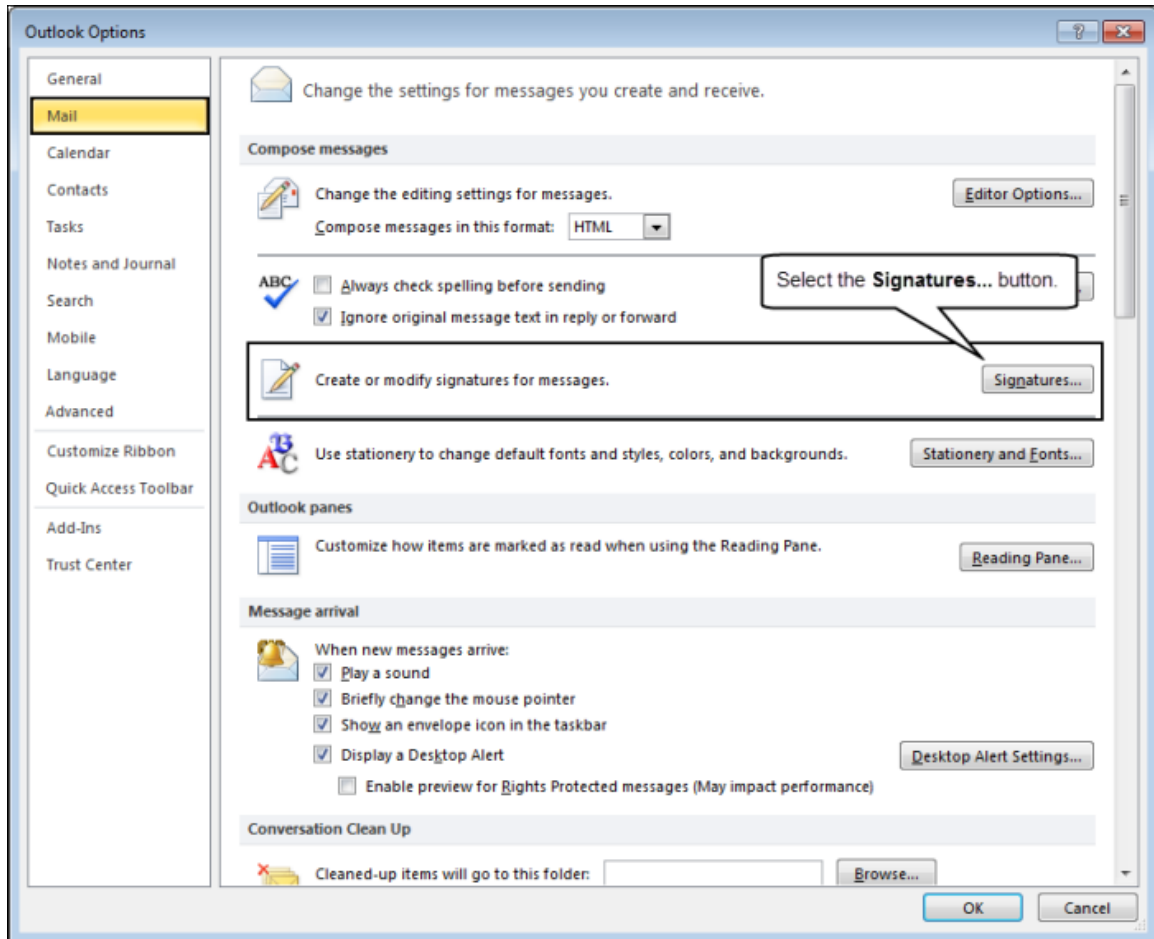 Outlook Options
General
Mail
Calendar
Contacts
Tasks
Notes and Journal
Search
Mobile
Language
Advanced
Customize Ribbon
Quick Access Toolbar
Add-Ins
Trust Center
Change the settings for messages you create and receive.
Compose messages
Change the editing settings for messages.
Editor Options...
Compose messages in this format: HTML
ABC
Always check spelling before sending
Ignore original message text in reply or forward
Select the Signatures... button.
Create or modify signatures for messages.
Signatures...
Use stationery to change default fonts and styles, colors, and backgrounds.
Stationery and Fonts...
Outlook panes
Customize how items are marked as read when using the Reading Pane.
Reading Pane...
Message arrival
When new messages arrive:
Play a sound
Briefly change the mouse pointer
Show an envelope icon in the taskbar
Display a Desktop Alert
Desktop Alert Settings...
Enable preview for Rights Protected messages (May impact performance)
Conversation Clean Up
Cleaned-up items will go to this folder:
Browse...
OK
Cancel